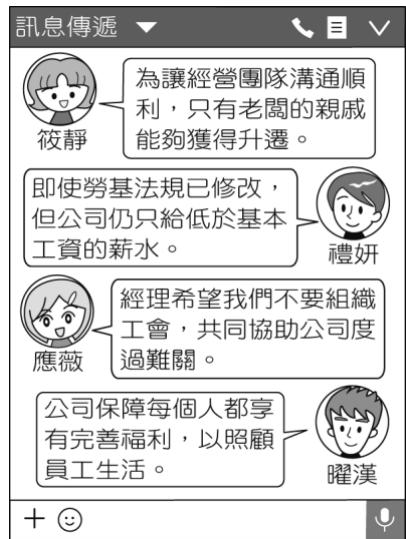 訊息傳遞
為讓經營團隊溝通順
利，只有老闆的親戚
能夠獲得升遷。
筱靜
即使勞基法規已修改，
但公司仍只給低於基本
工資的薪水。
禮妍
經理希望我們不要組織
工會，共同協助公司度
過難關。
應薇
公司保障每個人都享
有完善福利，以照顧
員工生活。
曜漢